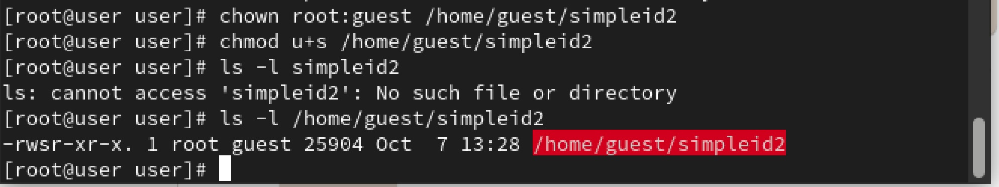 [root@user user]# chown root:guest /home/guest/simpleid2
[root@user user]# chmod u+s /home/guest/simpleid2
[root@user user]# ls -l simpleid2
ls: cannot access 'simpleid2': No such file or directory
[root@user user]# ls -l /home/guest/simpleid2
-rwsr-xr-x. 1 root guest 25904 Oct  7 13:28 /home/guest/simpleid2
[root@user user]#